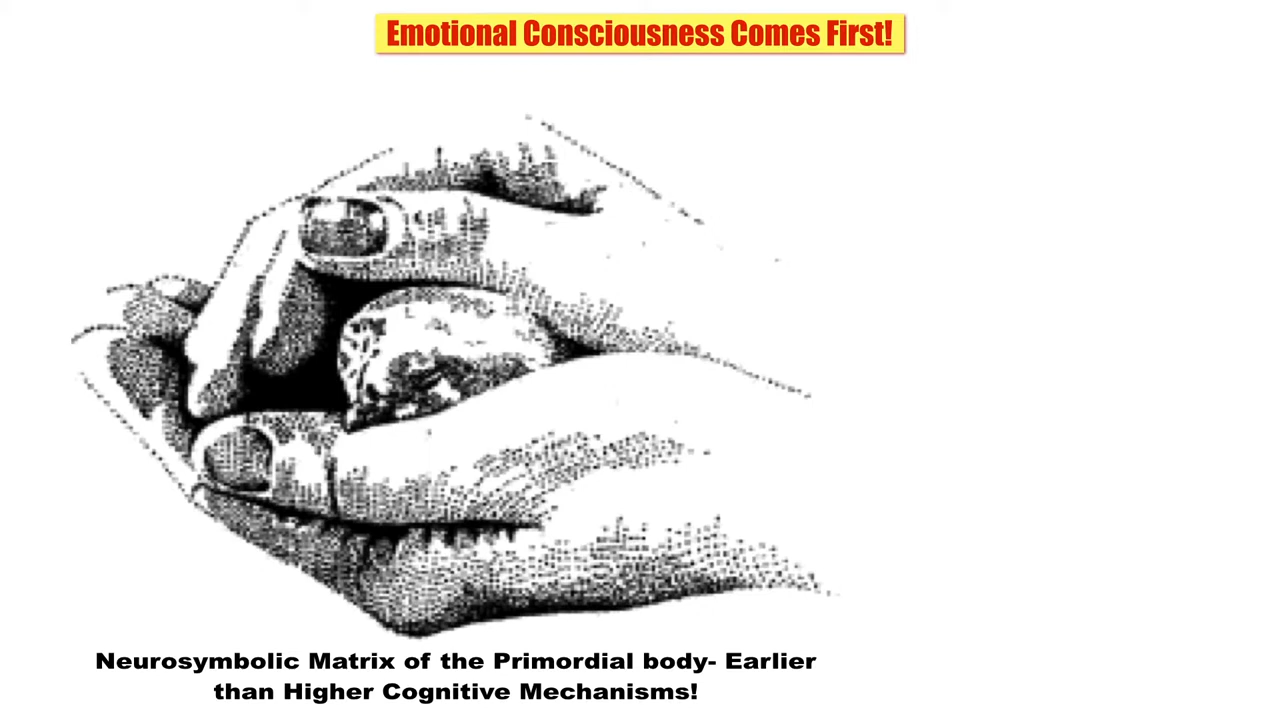 Emotional Consciousness Comes First!
Neurosymbolic Matrix of the Primordial body- Earlier
than Higher Cognitive Mechanisms!